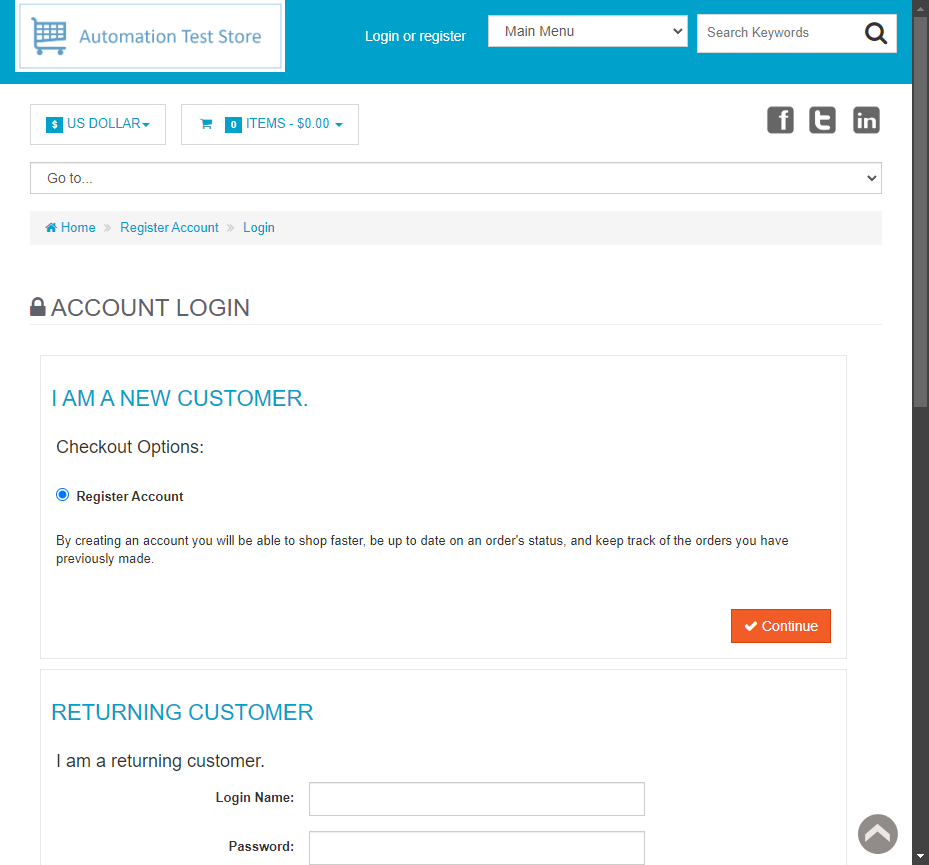 Automation Test Store
Login or register
Main Menu
Search Keywords
$ US DOLLAR
0 ITEMS - $0.00
f t in
Go to...
Home » Register Account » Login
ACCOUNT LOGIN
I AM A NEW CUSTOMER.
Checkout Options:
Register Account
By creating an account you will be able to shop faster, be up to date on an order's status, and keep track of the orders you have
previously made.
Continue
RETURNING CUSTOMER
I am a returning customer.
Login Name:
Password: